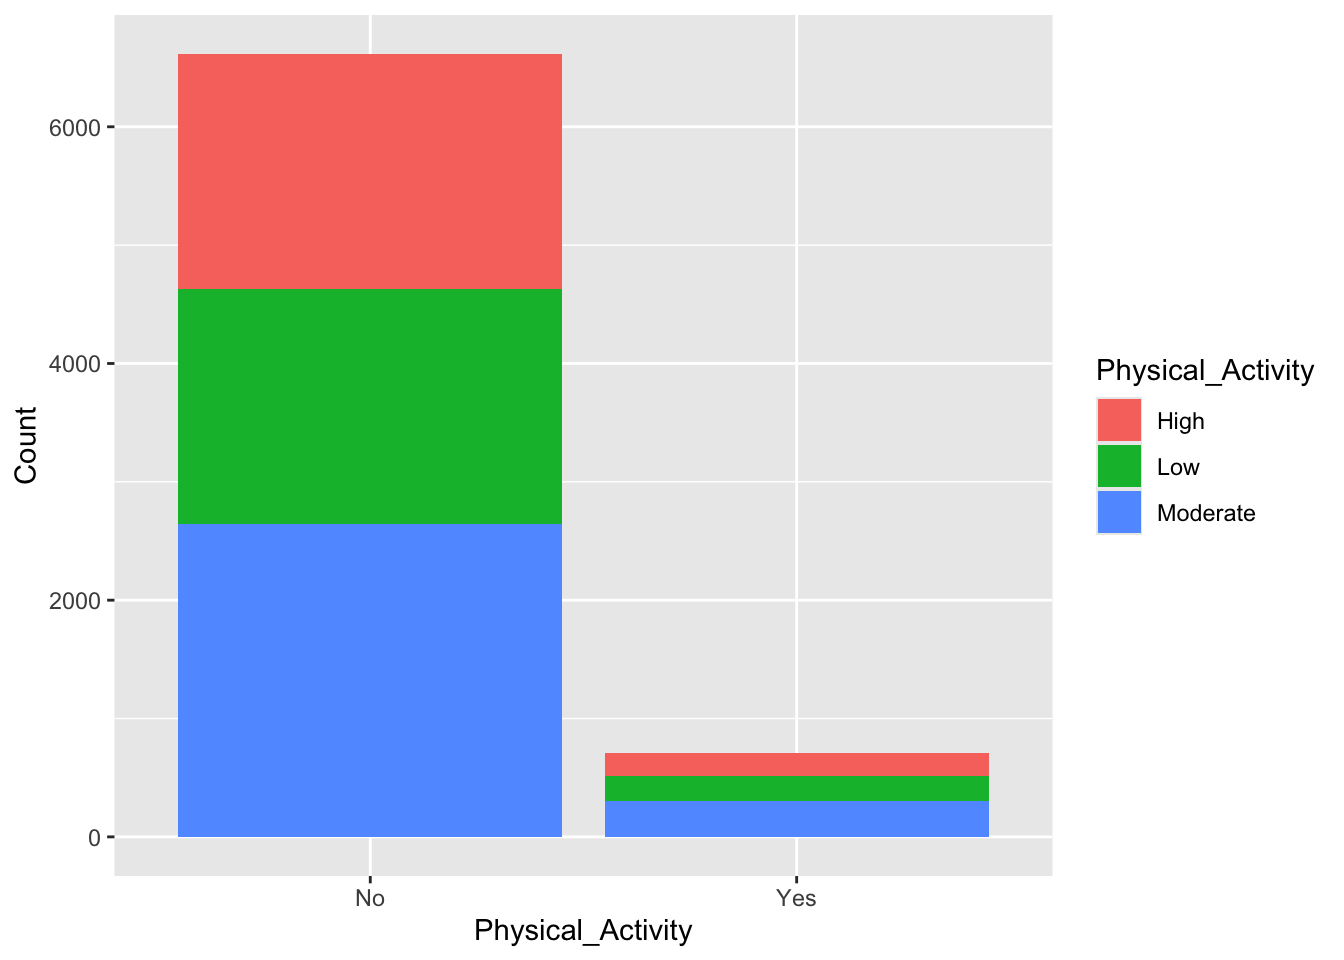 6000
4000
2000
0
Count
No
Yes
Physical_Activity
Physical_Activity
High
Low
Moderate